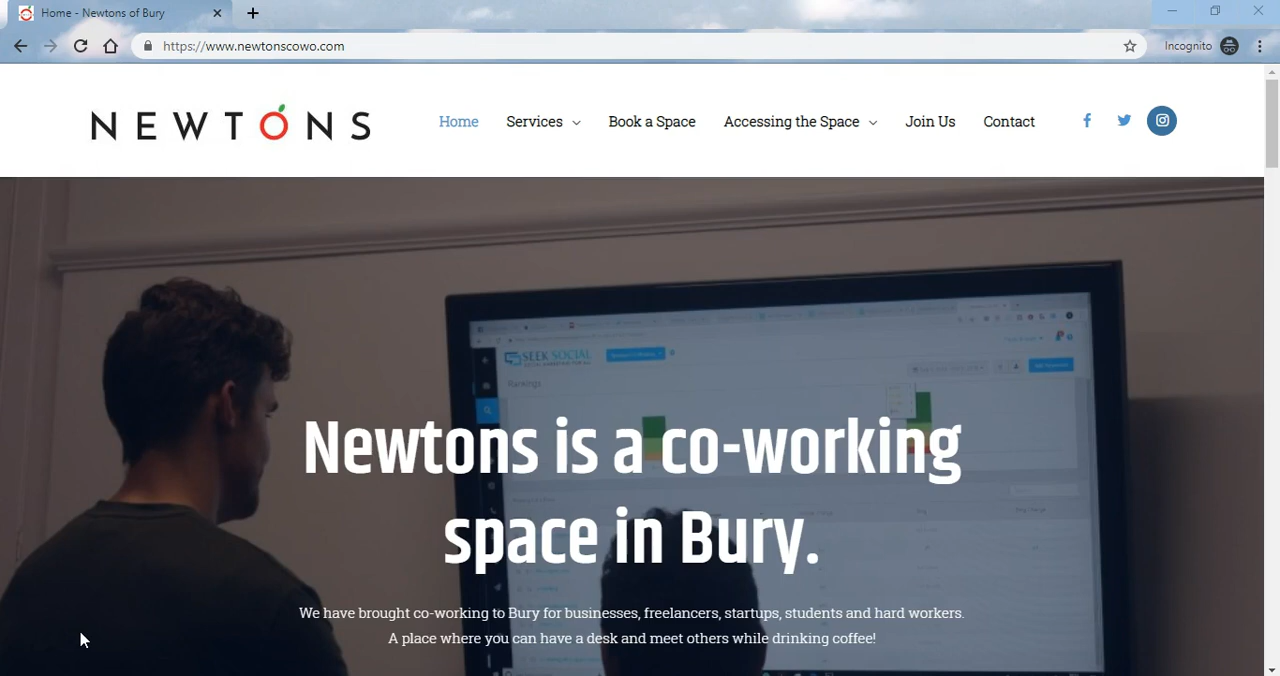 Home - Newtons of Bury
https://www.newtonscowo.com
Incognito
NEWTONS
Home
Services
Book a Space
Accessing the Space
Join Us
Contact
SEEK SOCIAL
Rankings
Newtons is a co-working
space in Bury.
We have brought co-working to Bury for businesses, freelancers, startups, students and hard workers.
A place where you can have a desk and meet others while drinking coffee!